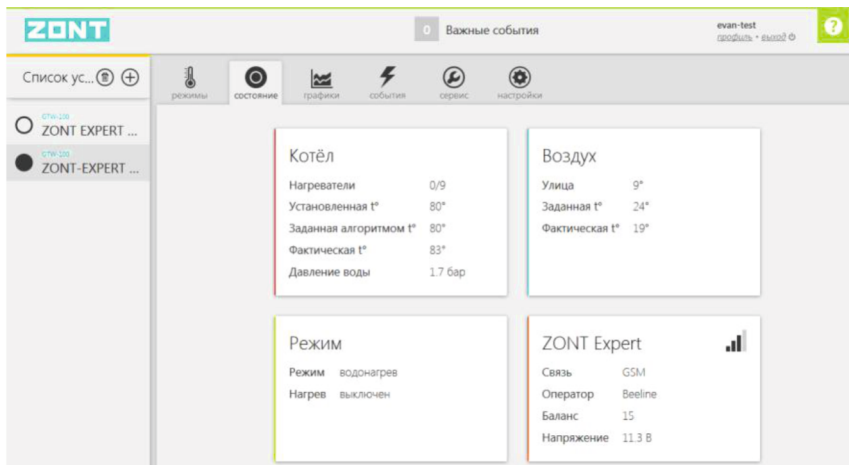 ZONT
0 Важные события
evan-test
профиль • выход
?
Список ус...
режимы
состояние
графики
события
сервис
настройки
GTW-100
ZONT EXPERT ...
GTW-100
ZONT-EXPERT ...
Котёл
Нагреватели 0/9
Установленная t° 80°
Заданная алгоритмом t° 80°
Фактическая t° 83°
Давление воды 1.7 бар
Воздух
Улица 9°
Заданная t° 24°
Фактическая t° 19°
Режим
Режим водонагрев
Нагрев выключен
ZONT Expert
Связь GSM
Оператор Beeline
Баланс 15
Напряжение 11.3 В